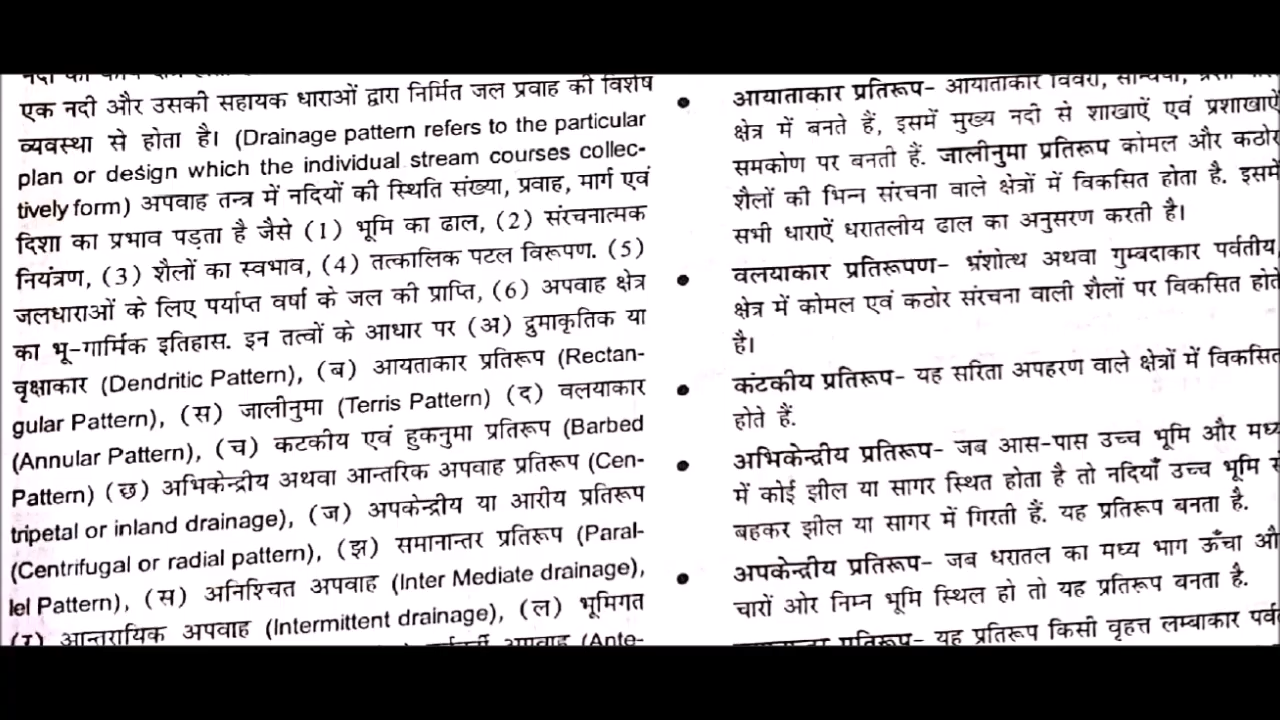 एक नदी और उसकी सहायक धाराओं द्वारा निर्मित जल प्रवाह की विशेष
व्यवस्था से होता है। (Drainage pattern refers to the particular
plan or design which the individual stream courses collec-
tively form) अपवाह तन्त्र में नदियों की स्थिति संख्या, प्रवाह, मार्ग एवं
दिशा का प्रभाव पड़ता है जैसे (1) भूमि का ढाल, (2) संरचनात्मक
नियंत्रण, (3) शैलों का स्वभाव, (4) तत्कालिक पटल विरूपण. (5)
जलधाराओं के लिए पर्याप्त वर्षा के जल की प्राप्ति, (6) अपवाह क्षेत्र
का भू-गार्मिक इतिहास. इन तत्वों के आधार पर (अ) द्रुमाकृतिक या
वृक्षाकार (Dendritic Pattern), (ब) आयताकार प्रतिरूप (Rectan-
gular Pattern), (स) जालीनुमा (Terris Pattern) (द) वलयाकार
(Annular Pattern), (च) कटकीय एवं हुकनुमा प्रतिरूप (Barbed
Pattern) (छ) अभिकेन्द्रीय अथवा आन्तरिक अपवाह प्रतिरूप (Cen-
tripetal or inland drainage), (ज) अपकेन्द्रीय या आरीय प्रतिरूप
(Centrifugal or radial pattern), (झ) समानान्तर प्रतिरूप (Paral-
lel Pattern), (स) अनिश्चित अपवाह (Inter Mediate drainage),
आन्तरायिक अपवाह (Intermittent drainage), (ल) भूमिगत
अपवाह (Ante-
• आयाताकार प्रतिरूप- आयाताकार विवरों,
क्षेत्र में बनते हैं, इसमें मुख्य नदी से शाखाएँ एवं प्रशाखाएँ
समकोण पर बनती हैं. जालीनुमा प्रतिरूप कोमल और कठोर
शैलों की भिन्न संरचना वाले क्षेत्रों में विकसित होता है. इसमें
सभी धाराऐं धरातलीय ढाल का अनुसरण करती है।
• वलयाकार प्रतिरूपण- भ्रंशोत्थ अथवा गुम्बदाकार पर्वतीय
क्षेत्र में कोमल एवं कठोर संरचना वाली शैलों पर विकसित होते
है।
• कंटकीय प्रतिरूप- यह सरिता अपहरण वाले क्षेत्रों में विकसित
होते हैं.
• अभिकेन्द्रीय प्रतिरूप- जब आस-पास उच्च भूमि और मध्य
में कोई झील या सागर स्थित होता है तो नदियाँ उच्च भूमि से
बहकर झील या सागर में गिरती हैं. यह प्रतिरूप बनता है.
• अपकेन्द्रीय प्रतिरूप- जब धरातल का मध्य भाग ऊँचा और
चारों ओर निम्न भूमि स्थिल हो तो यह प्रतिरूप बनता है.
प्रतिरूप- यह प्रतिरूप किसी वृहत्त लम्बाकार